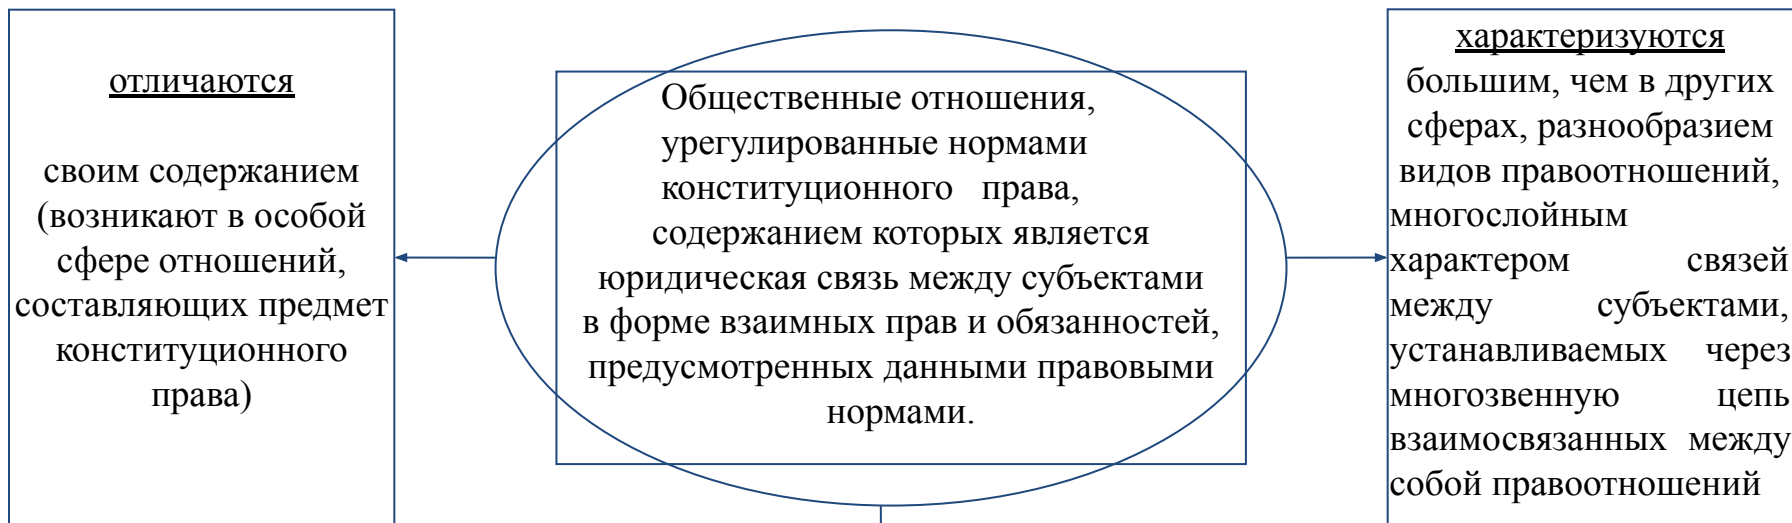 отличаются
своим содержанием
(возникают в особой
сфере отношений,
составляющих предмет
конституционного
права)
Общественные отношения,
урегулированные нормами
конституционного права,
содержанием которых является
юридическая связь между субъектами
в форме взаимных прав и обязанностей,
предусмотренных данными правовыми
нормами.
характеризуются
большим, чем в других
сферах, разнообразием
видов правоотношений,
многослойным
характером связей
между субъектами,
устанавливаемых через
многозвенную цепь
взаимосвязанных между
собой правоотношений